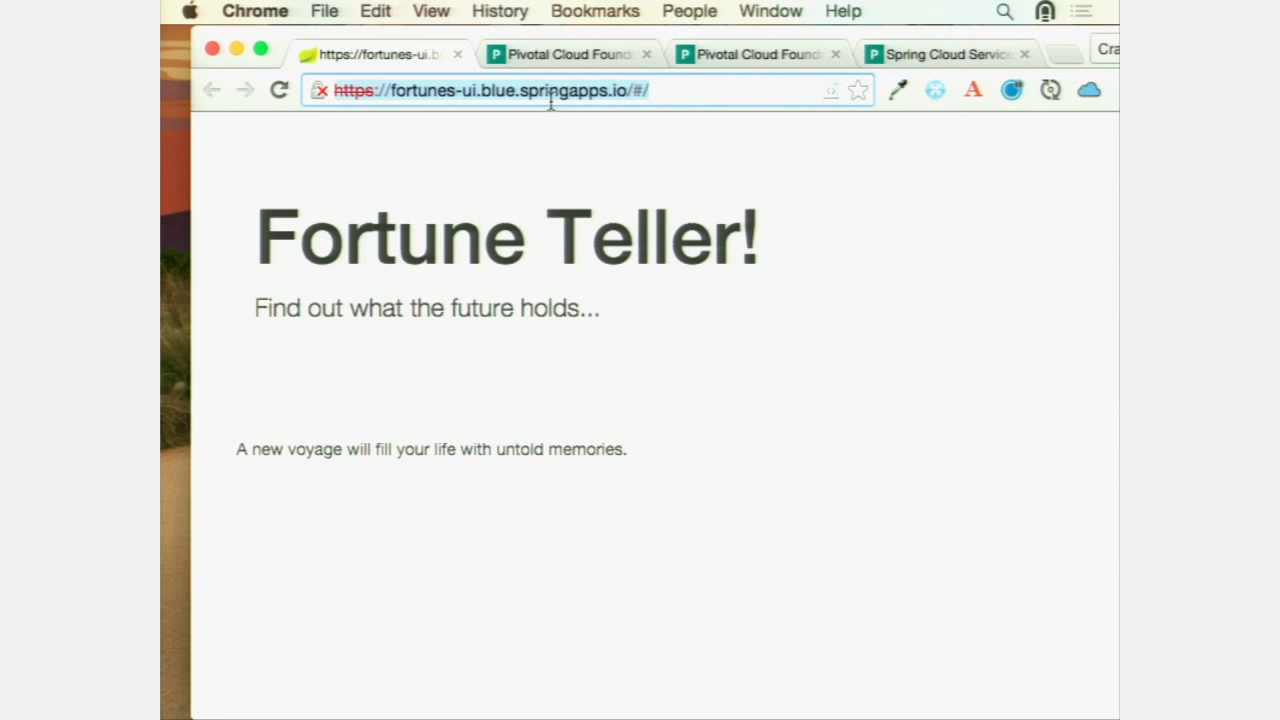 Chrome File Edit View History Bookmarks People Window Help
https://fortunes-ui.b Pivotal Cloud Found Pivotal Cloud Found Spring Cloud Service Cra
https://fortunes-ui.blue.springapps.io/#/
Fortune Teller!
Find out what the future holds...
A new voyage will fill your life with untold memories.